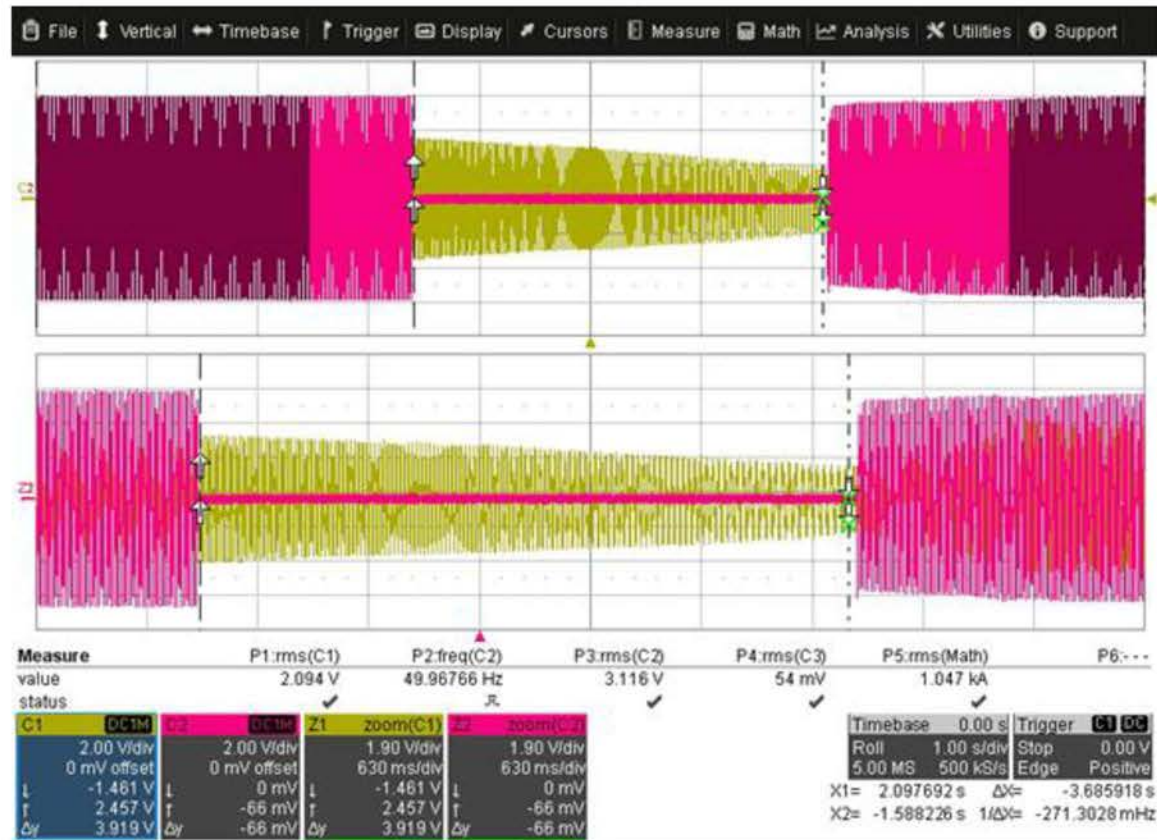 File Vertical Timebase Trigger Display Cursors Measure Math Analysis Utilities Support
C2
Z2
Measure P1:rms(C1) P2:freq(C2) P3:rms(C2) P4:rms(C3) P5:rms(Math) P6:---
value 2.094 V 49.96766 Hz 3.116 V 54 mV 1.047 kA
status
C1 DC1M C2 DC1M Z1 zoom(C1) Z2 zoom(C2) Timebase 0.00 s Trigger C1 DC
2.00 V/div 2.00 V/div 1.90 V/div 1.90 V/div Roll 1.00 s/div Stop 0.00 V
0 mV offset 0 mV offset 630 ms/div 630 ms/div 5.00 MS 500 kS/s Edge Positive
-1.461 V 0 mV -1.461 V 0 mV X1= 2.097692 s ΔX= -3.685918 s
2.457 V -66 mV 2.457 V -66 mV X2= -1.588226 s 1/ΔX= -271.3028 mHz
Δy 3.919 V Δy -66 mV Δy 3.919 V Δy -66 mV